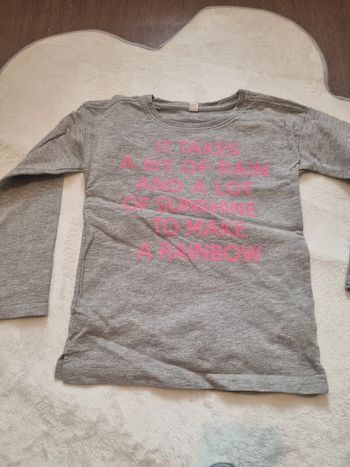 IT TAKES
A BIT OF RAIN
AND A LOT
OF SUNSHINE
TO MAKE
A RAINBOW